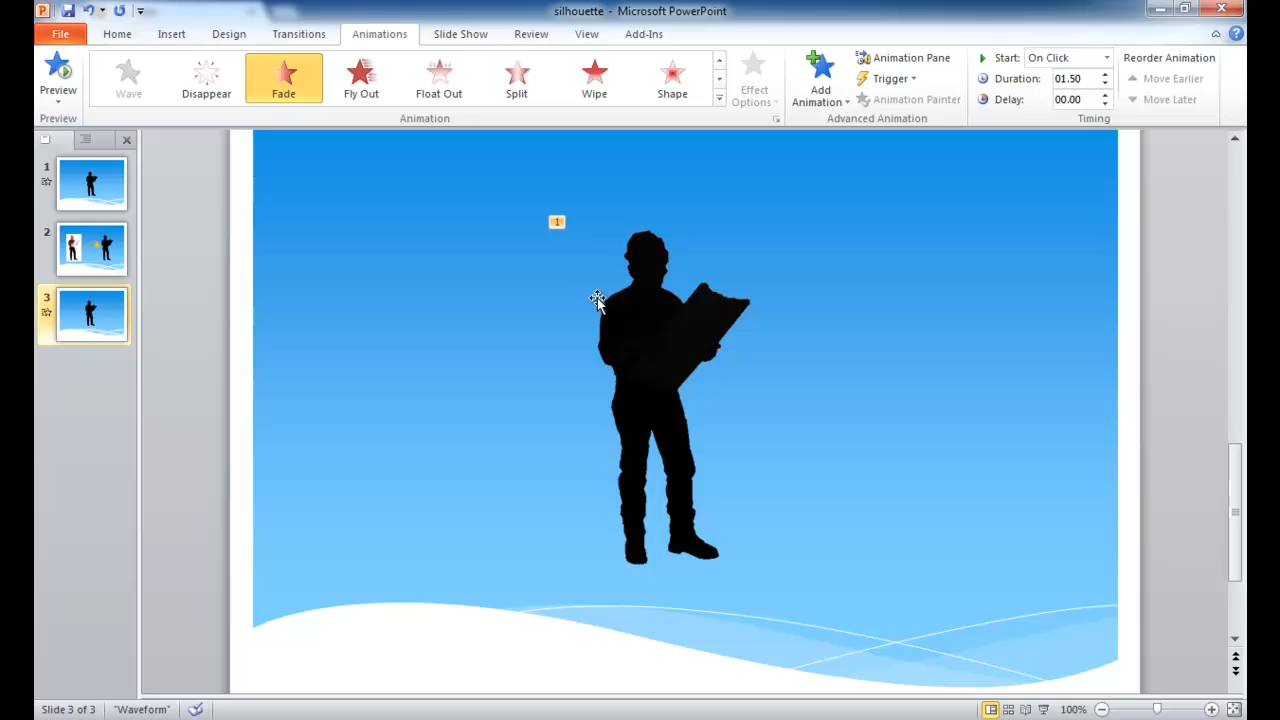 silhouette - Microsoft PowerPoint
File Home Insert Design Transitions Animations Slide Show Review View Add-Ins
Preview
Wave Disappear Fade Fly Out Float Out Split Wipe Shape
Effect Options
Add Animation
Animation Pane
Trigger
Animation Painter
Start: On Click
Duration: 01.50
Delay: 00.00
Reorder Animation
Move Earlier
Move Later
Preview Animation Advanced Animation Timing
1
2
3
1
Slide 3 of 3 "Waveform" 100%